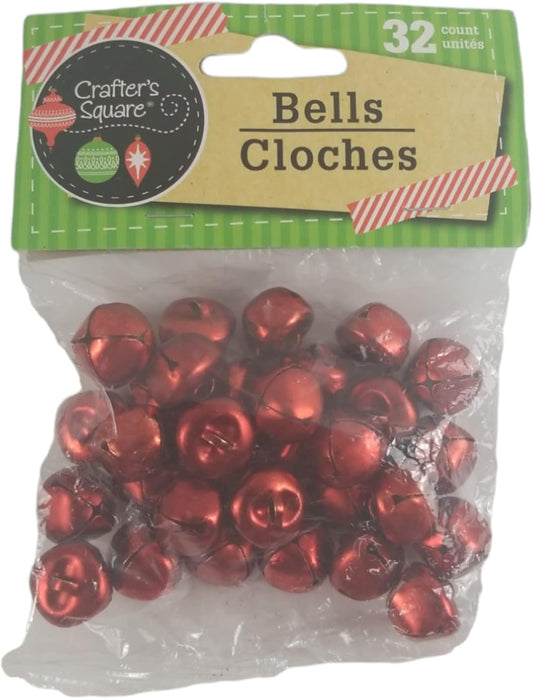 Crafter's
Square®
32 count
unités
Bells
Cloches